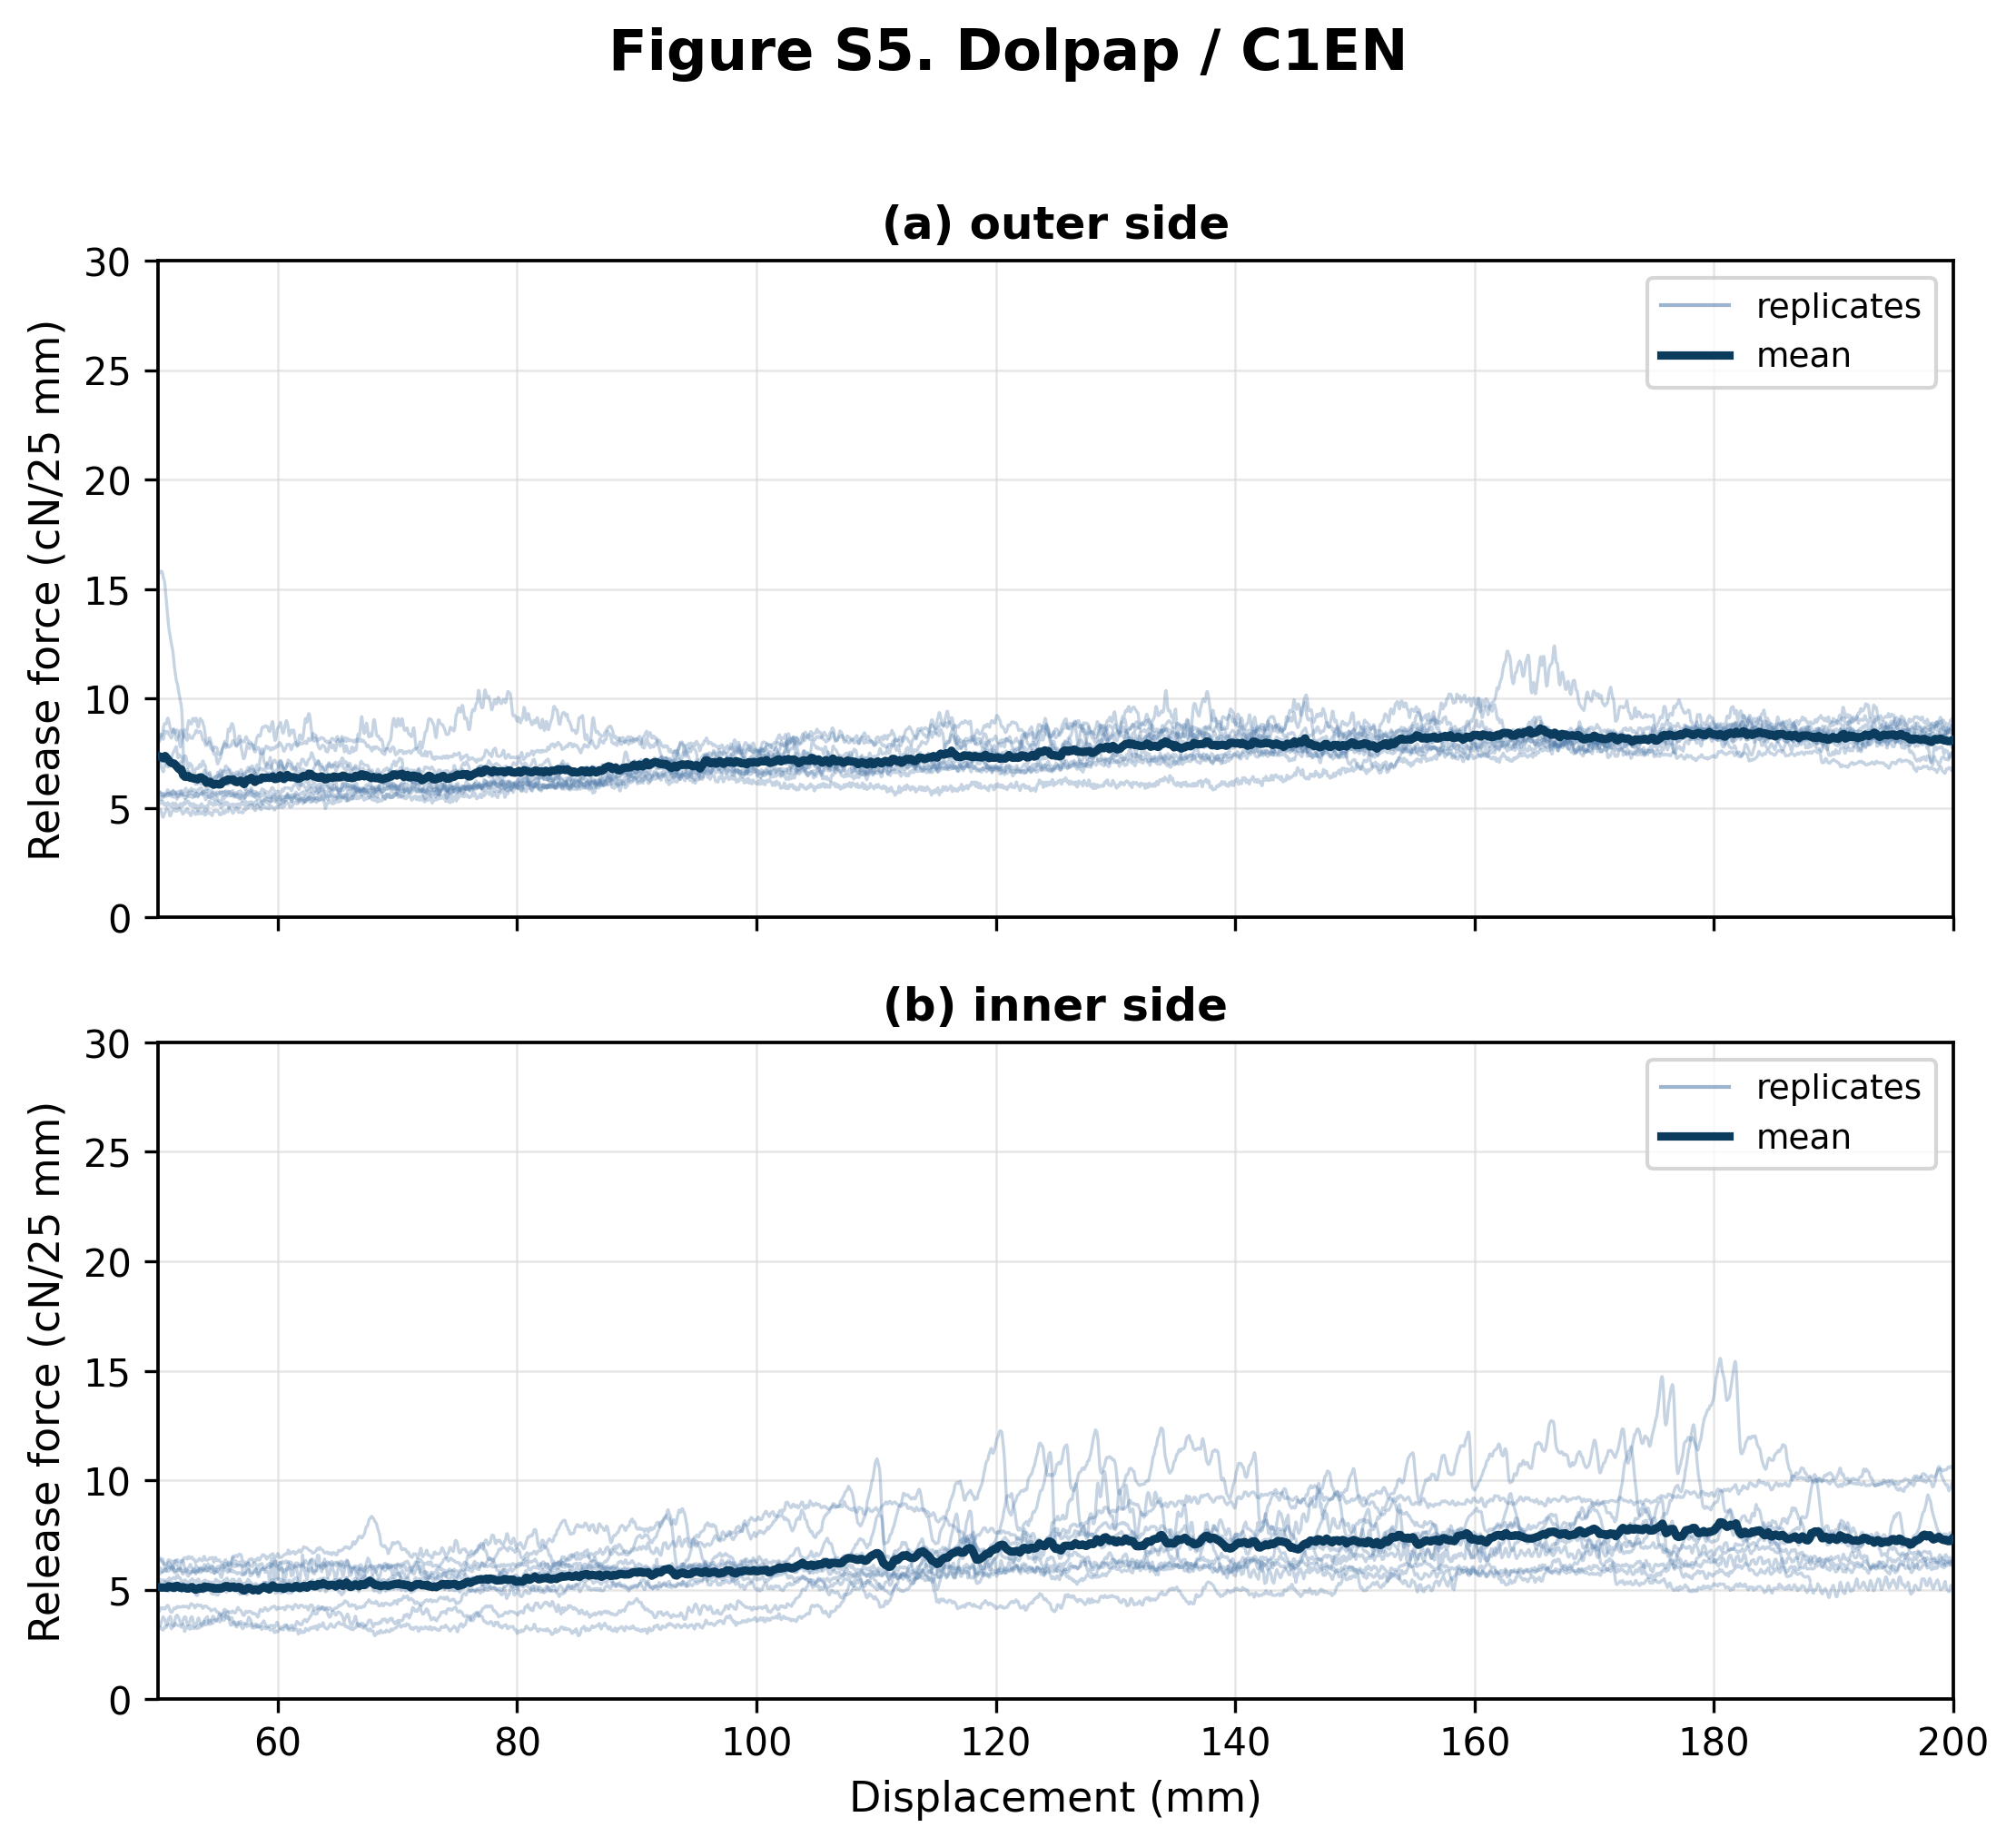 Figure S5. Dolpap / C1EN
(a) outer side
30
25
20
15
10
5
0
Release force (cN/25 mm)
replicates
mean
(b) inner side
30
25
20
15
10
5
0
Release force (cN/25 mm)
replicates
mean
60 80 100 120 140 160 180 200
Displacement (mm)